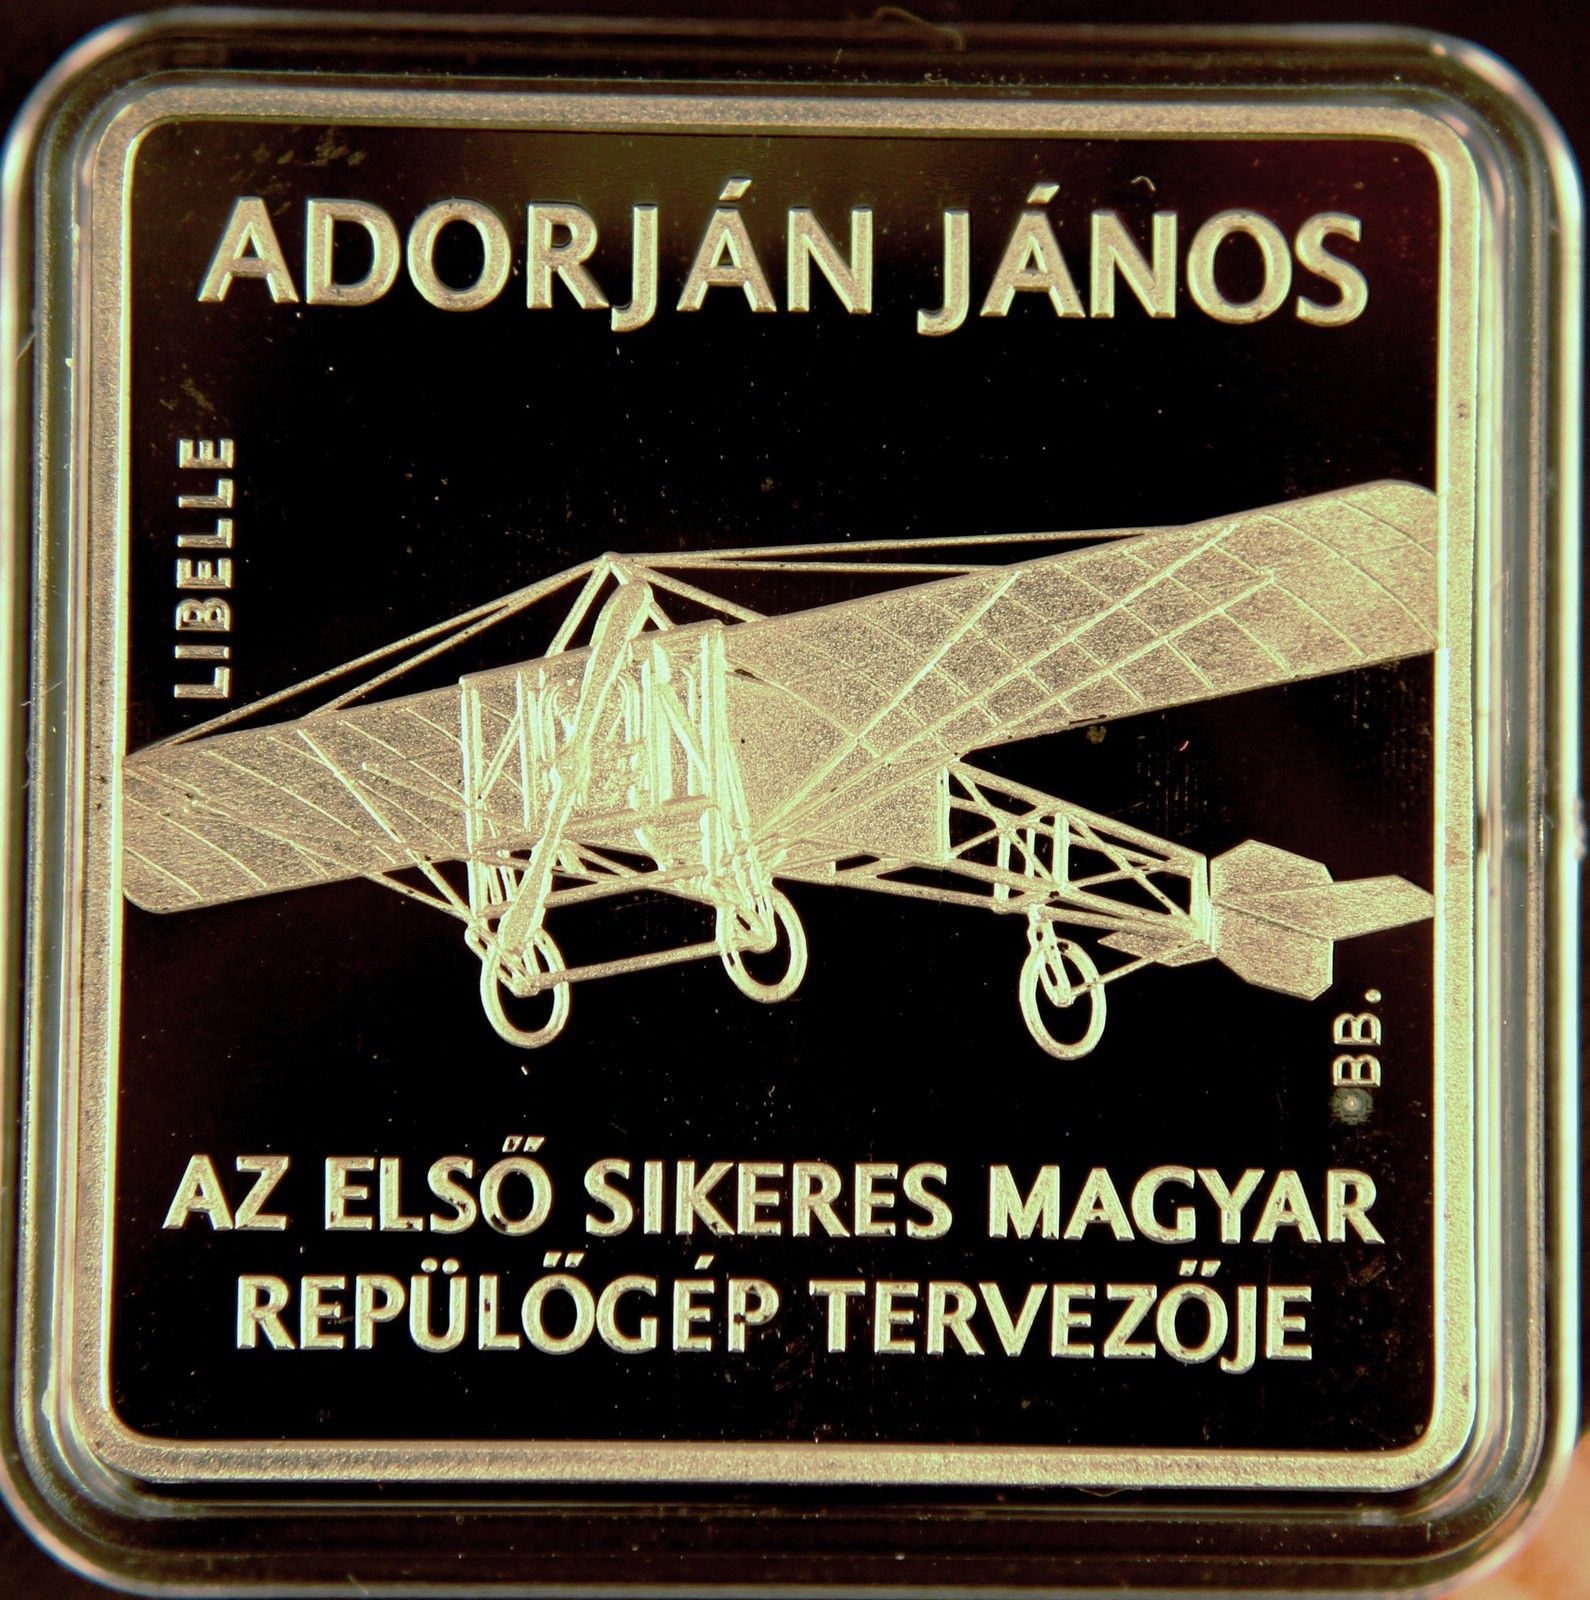 ADORJÁN JÁNOS
LIBELLE
BB.
AZ ELSŐ SIKERES MAGYAR
REPÜLŐGÉP TERVEZŐJE